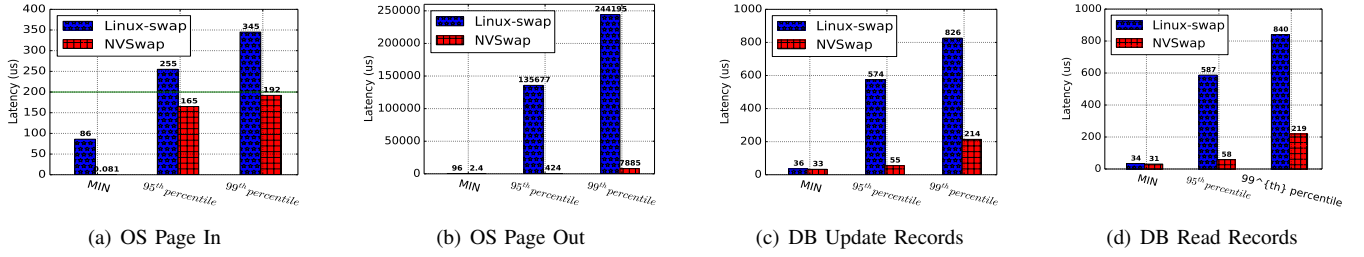 400
350
300
250
200
150
100
50
0
Latency (us)
Linux-swap
NVSwap
86
0.081
255
165
345
192
MIN
95th percentile
99th percentile
(a) OS Page In
250000
200000
150000
100000
50000
0
Latency (us)
Linux-swap
NVSwap
96
2.4
135677
424
244195
7885
MIN
95th percentile
99th percentile
(b) OS Page Out
1000
800
600
400
200
0
Latency (us)
Linux-swap
NVSwap
36
33
574
55
826
214
MIN
95th percentile
99th percentile
(c) DB Update Records
1000
800
600
400
200
0
Latency (us)
Linux-swap
NVSwap
34
31
587
58
840
219
MIN
95th percentile
99^{th} percentile
(d) DB Read Records